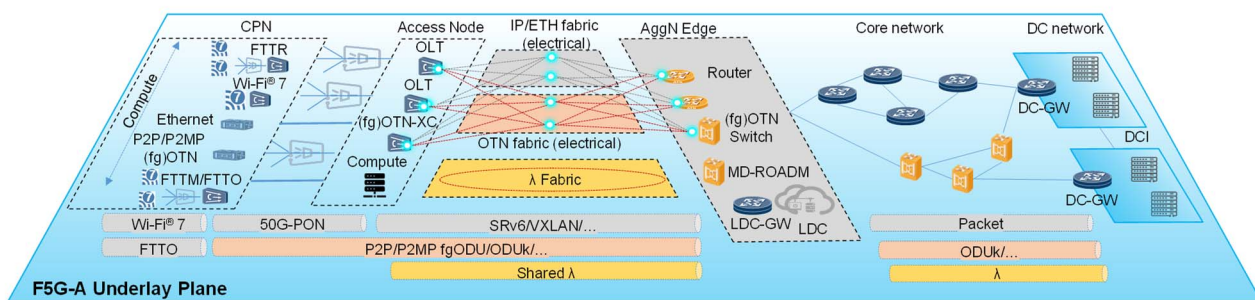 CPN
Access Node
IP/ETH fabric
(electrical)
AggN Edge
Core network
DC network
Compute
FTTR
Wi-Fi® 7
Ethernet
P2P/P2MP
(fg)OTN
FTTM/FTTO
OLT
OLT
(fg)OTN-XC
Compute
OTN fabric (electrical)
λ Fabric
Router
(fg)OTN
Switch
MD-ROADM
LDC-GW
LDC
DC-GW
DCI
DC-GW
Wi-Fi® 7
50G-PON
SRv6/VXLAN/…
Packet
FTTO
P2P/P2MP fgODU/ODUk/…
ODUk/…
Shared λ
λ
F5G-A Underlay Plane